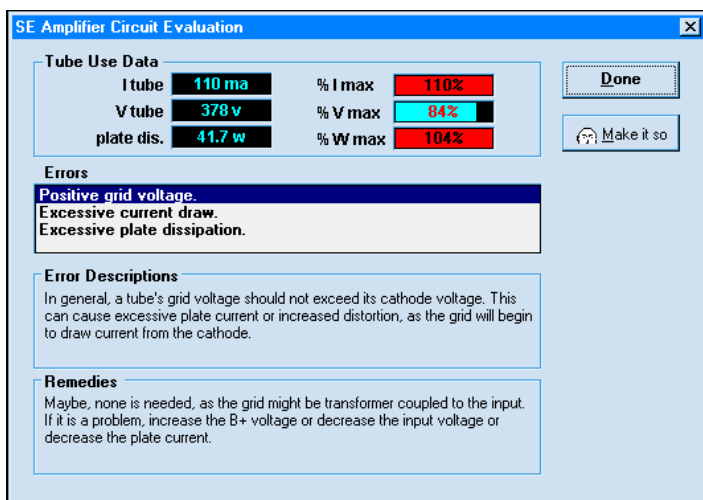 SE Amplifier Circuit Evaluation
Tube Use Data
I tube 110 ma % I max 110%
V tube 378 v % V max 84%
plate dis. 41.7 w % W max 104%
Done
Make it so
Errors
Positive grid voltage.
Excessive current draw.
Excessive plate dissipation.
Error Descriptions
In general, a tube's grid voltage should not exceed its cathode voltage. This
can cause excessive plate current or increased distortion, as the grid will begin
to draw current from the cathode.
Remedies
Maybe, none is needed, as the grid might be transformer coupled to the input.
If it is a problem, increase the B+ voltage or decrease the input voltage or
decrease the plate current.